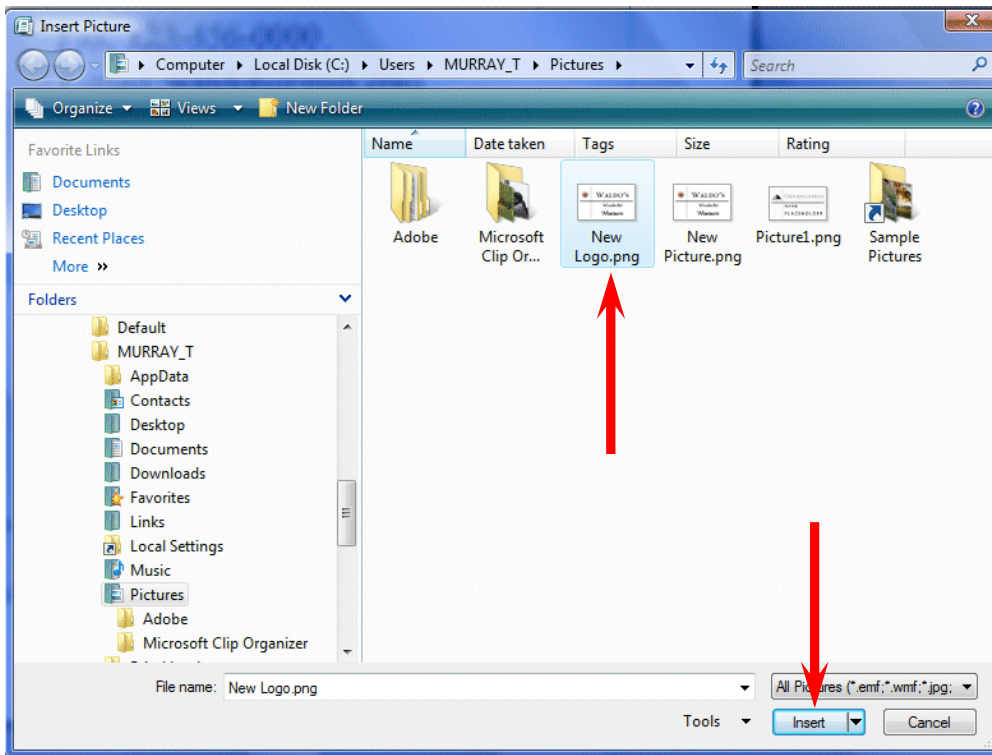 Insert Picture
Computer Local Disk (C:) Users MURRAY_T Pictures
Search
Organize Views New Folder
Favorite Links
Documents
Desktop
Recent Places
More »
Folders
Default
MURRAY_T
AppData
Contacts
Desktop
Documents
Downloads
Favorites
Links
Local Settings
Music
Pictures
Adobe
Microsoft Clip Organizer
Name Date taken Tags Size Rating
WALDO'S
WALDO'S
Adobe
Microsoft
Clip Or...
New
Logo.png
New
Picture.png
Picture1.png
Sample
Pictures
File name: New Logo.png
All Pictures (*.emf;*.wmf;*.jpg;
Tools Insert Cancel